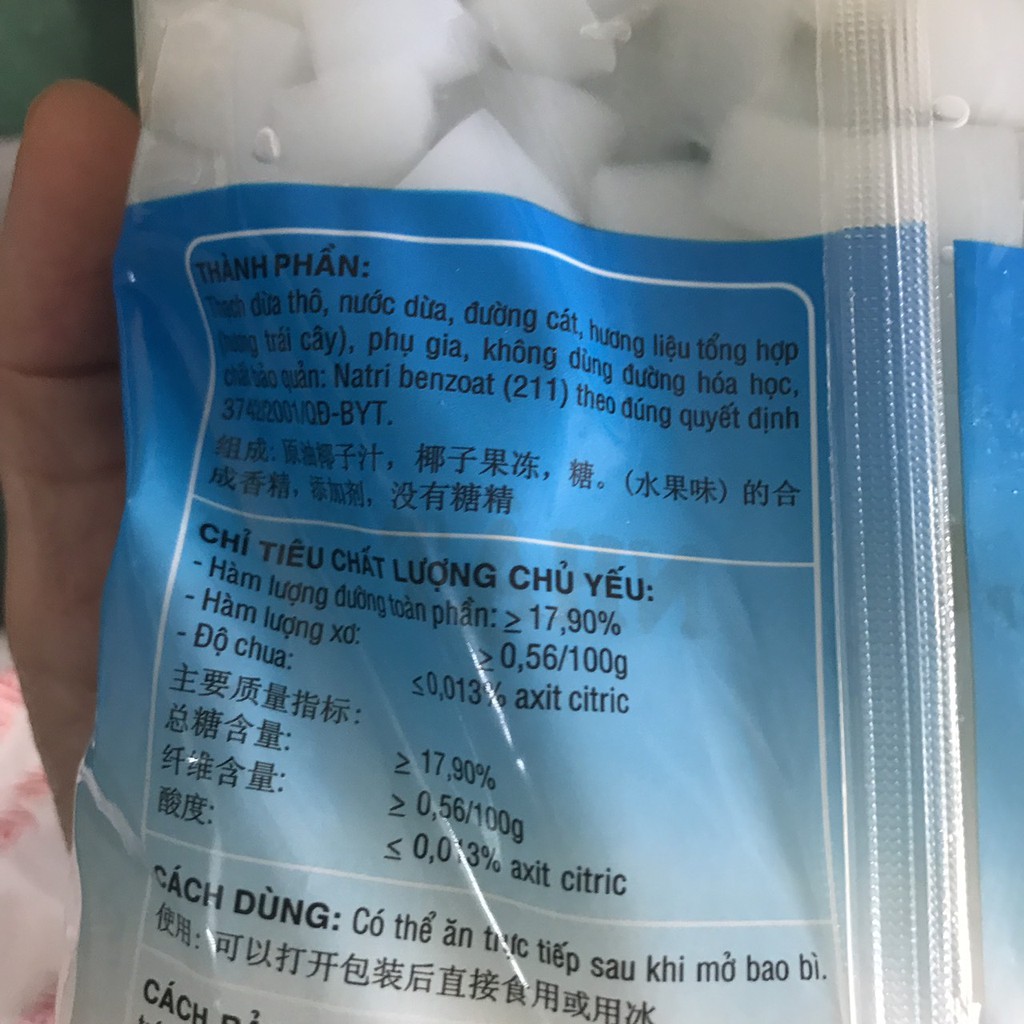 THÀNH PHẨN:
Thạch dừa thô, nước dừa, đường cát, hương liệu tổng hợp
(hương trái cây), phụ gia, không dùng đường hóa học,
chất bảo quản: Natri benzoat (211) theo đúng quyết định
37422001/QĐ-BYT.
组成: 原油椰子汁，椰子果冻，糖。(水果味) 的合
成香精，添加剂，没有糖精
CHỈ TIÊU CHẤT LƯỢNG CHỦ YẾU:
- Hàm lượng đường toàn phần: ≥ 17,90%
- Hàm lượng xơ: ≥ 0,56/100g
- Độ chua: ≤0,013% axit citric
主要质量指标:
总糖含量: ≥ 17,90%
纤维含量: ≥ 0,56/100g
酸度: ≤ 0,013% axit citric
CÁCH DÙNG: Có thể ăn trực tiếp sau khi mở bao bì.
使用: 可以打开包装后直接食用或用冰
CÁCH